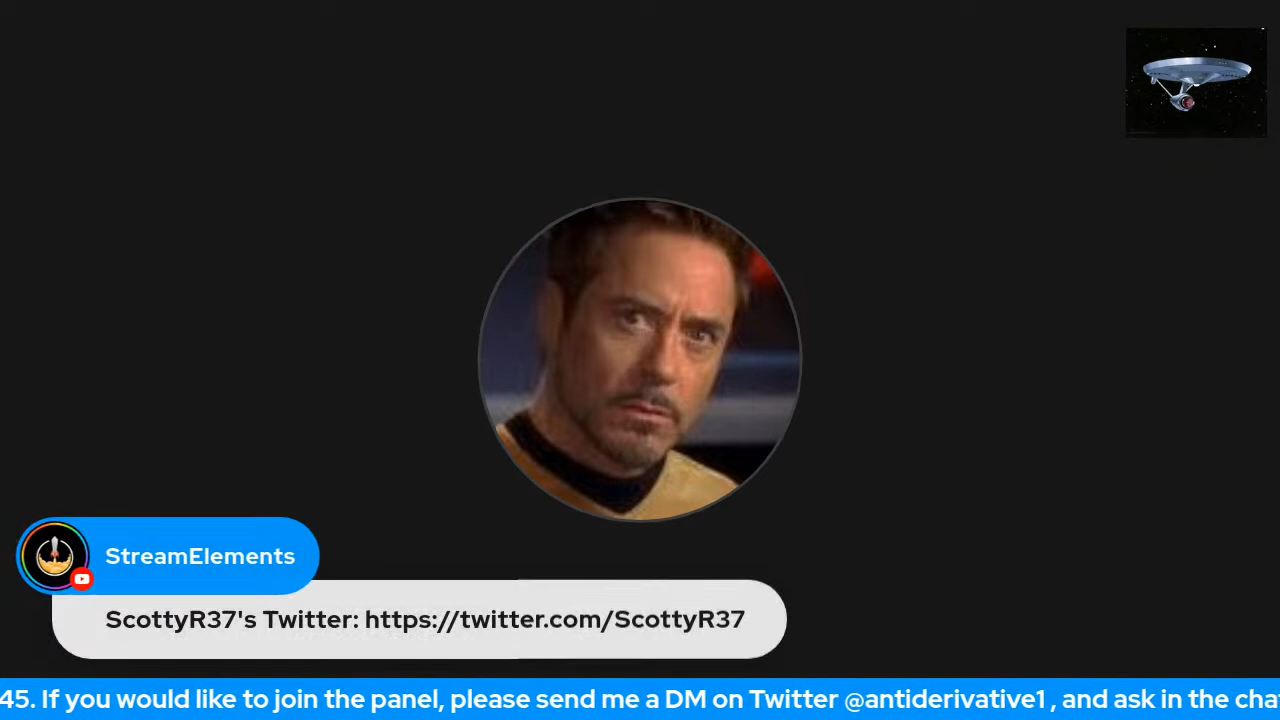 StreamElements
ScottyR37's Twitter: https://twitter.com/ScottyR37
45. If you would like to join the panel, please send me a DM on Twitter @antiderivative1 , and ask in the cha